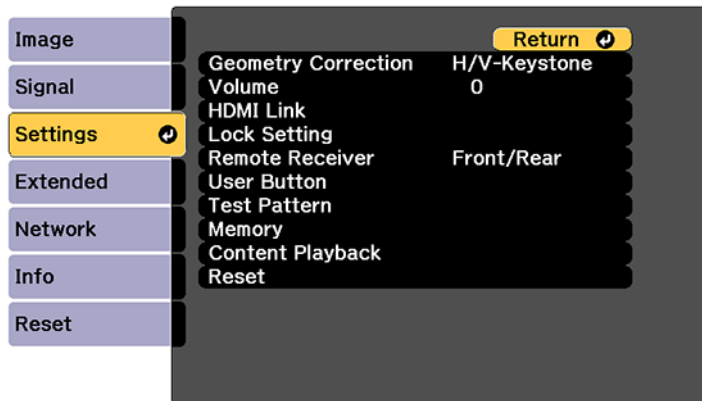 Image
Signal
Settings
Extended
Network
Info
Reset
Return
Geometry Correction H/V-Keystone
Volume 0
HDMI Link
Lock Setting
Remote Receiver Front/Rear
User Button
Test Pattern
Memory
Content Playback
Reset